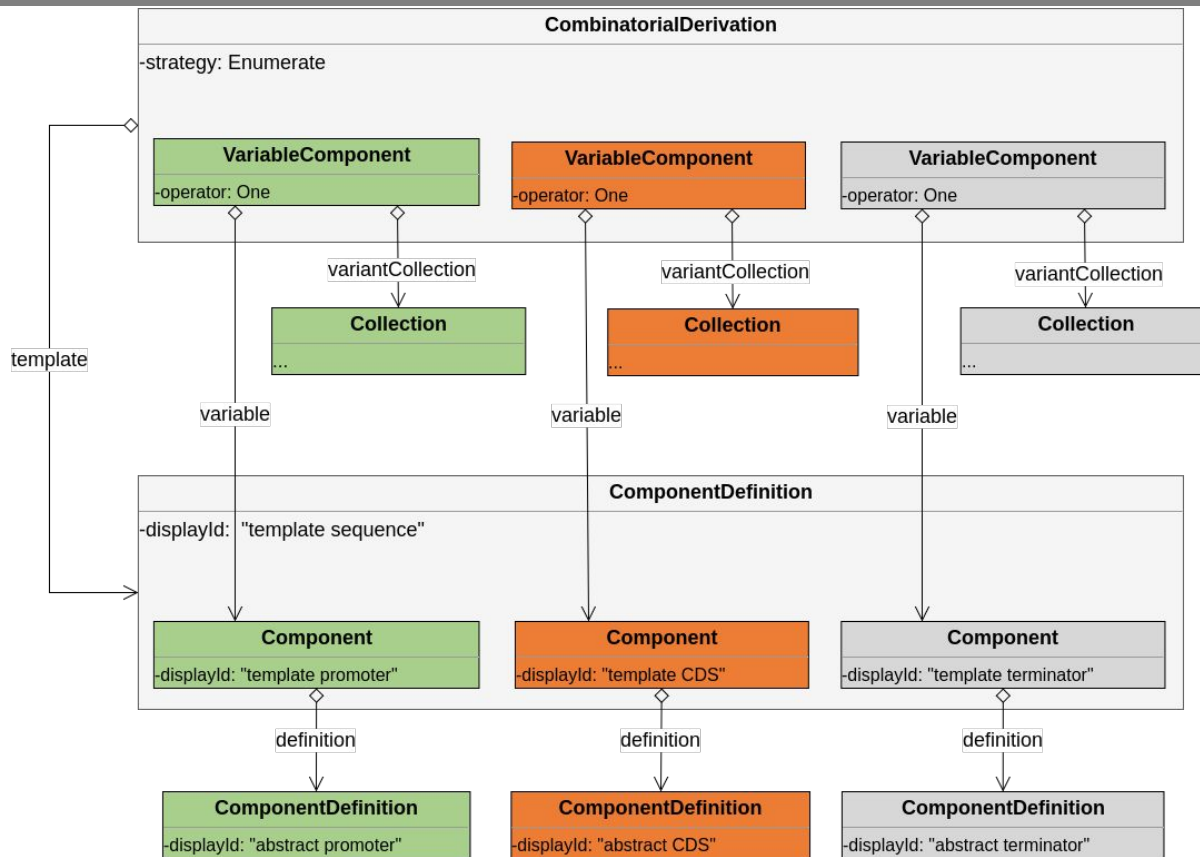 CombinatorialDerivation
-strategy: Enumerate
VariableComponent
-operator: One
VariableComponent
-operator: One
VariableComponent
-operator: One
variantCollection
variantCollection
variantCollection
Collection
...
Collection
...
Collection
...
template
variable
variable
variable
ComponentDefinition
-displayId: "template sequence"
Component
-displayId: "template promoter"
Component
-displayId: "template CDS"
Component
-displayId: "template terminator"
definition
definition
definition
ComponentDefinition
-displayId: "abstract promoter"
ComponentDefinition
-displayId: "abstract CDS"
ComponentDefinition
-displayId: "abstract terminator"